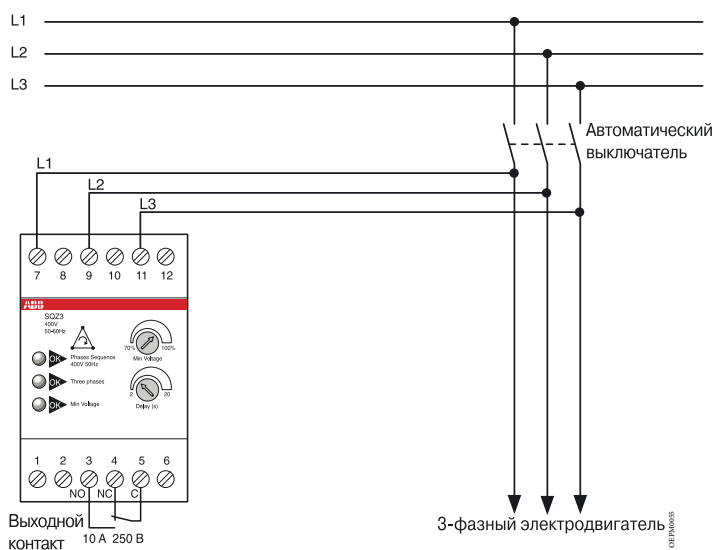 L1
L2
L3
Автоматический
выключатель
L1
L2
L3
7 8 9 10 11 12
ABB
SQZ3
400V
50-60Hz
70% 100%
Min Voltage
OK Phases Sequence
400V 50Hz
OK Three phases
2 20
Delay (s)
OK Min Voltage
1 2 3 4 5 6
NO NC C
Выходной
контакт
10 А 250 В
3-фазный электродвигатель
OEPM0055